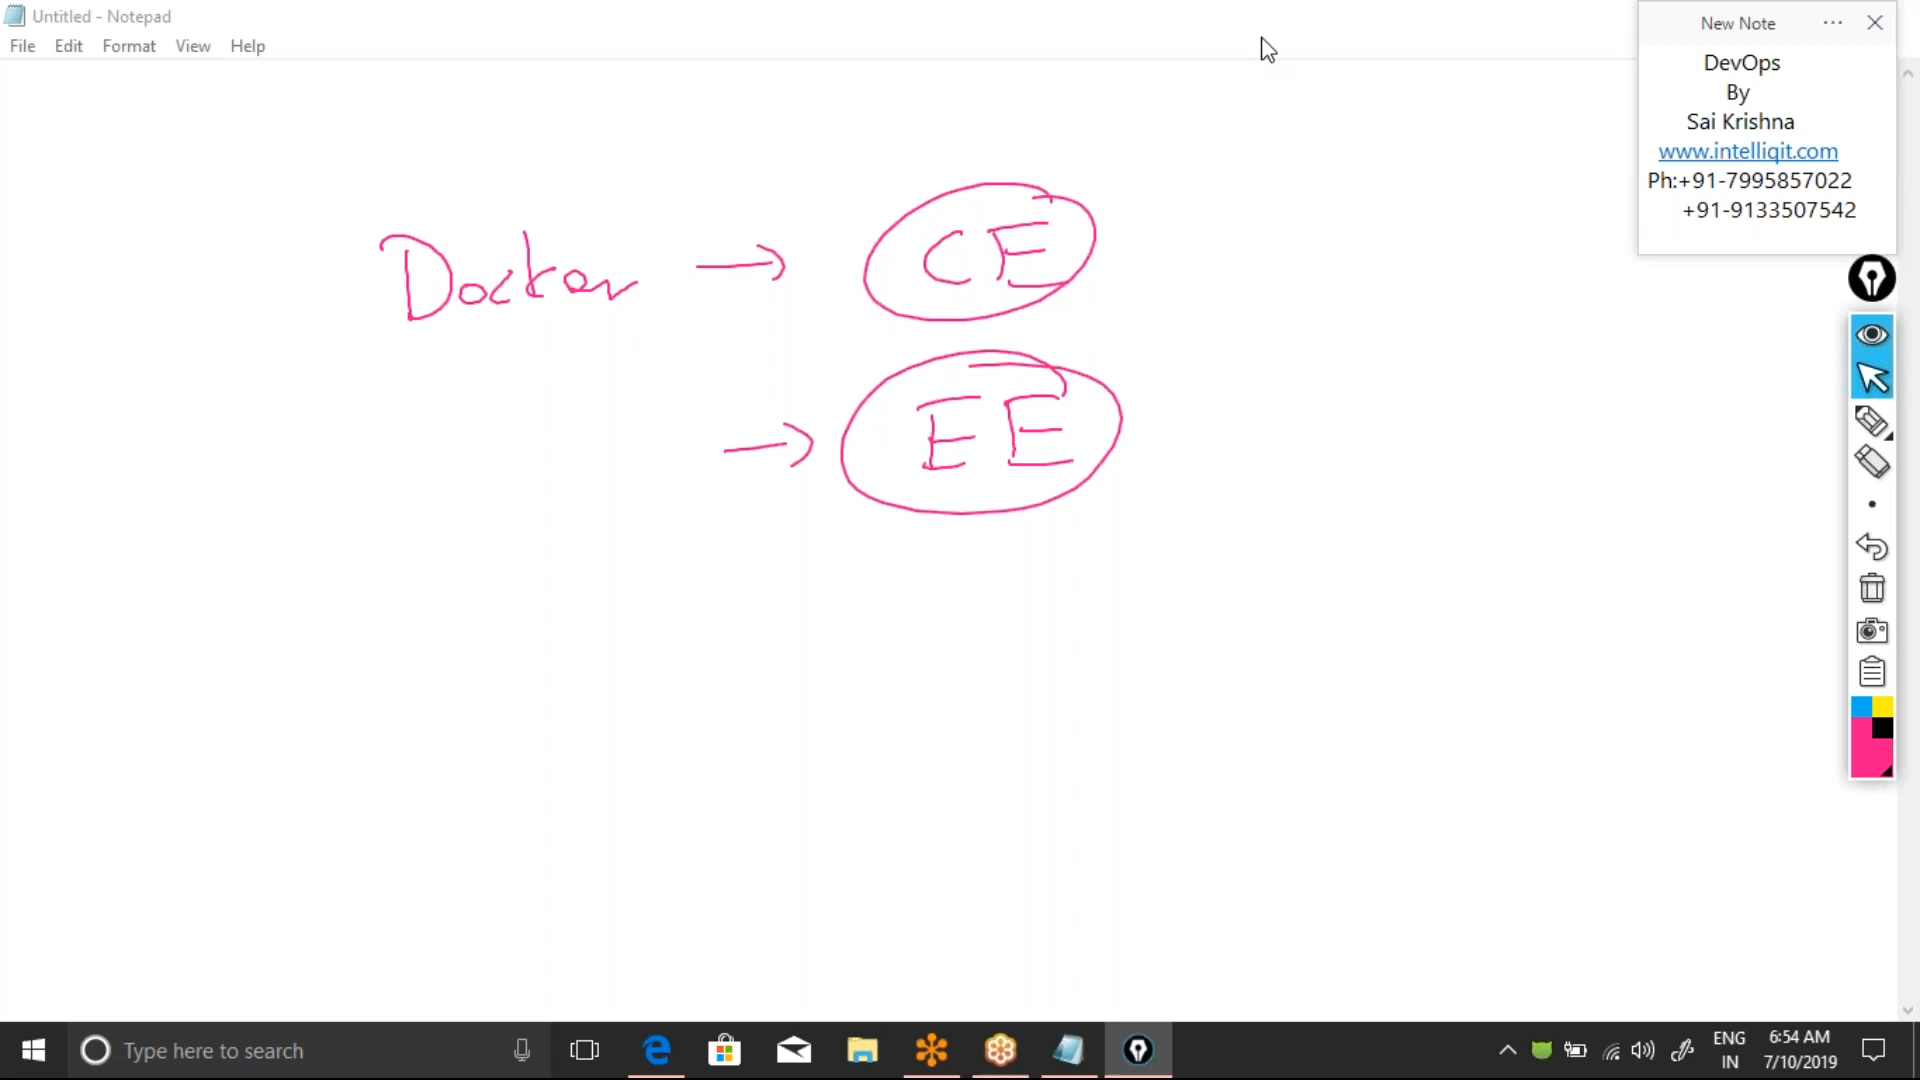 Untitled - Notepad
File Edit Format View Help
New Note
DevOps
By
Sai Krishna
www.intelliqit.com
Ph:+91-7995857022
+91-9133507542
Docker → CE
→ EE
Type here to search
ENG
IN
6:54 AM
7/10/2019